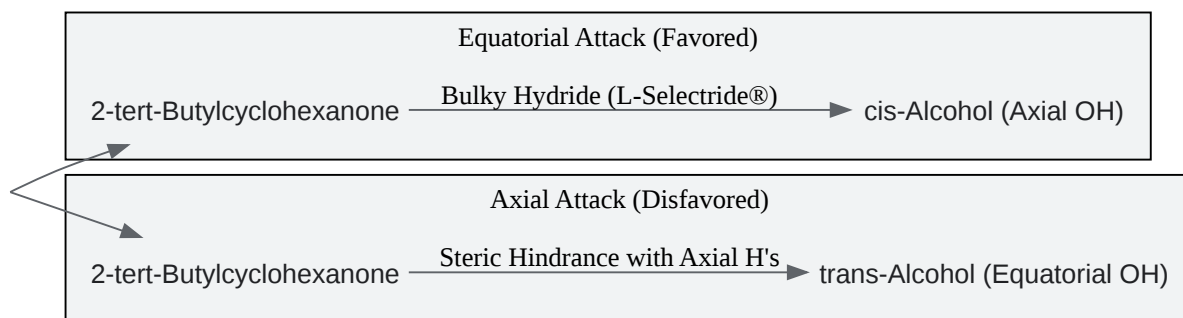 Equatorial Attack (Favored)
2-tert-Butylcyclohexanone
Bulky Hydride (L-Selectride®)
cis-Alcohol (Axial OH)
Axial Attack (Disfavored)
2-tert-Butylcyclohexanone
Steric Hindrance with Axial H's
trans-Alcohol (Equatorial OH)